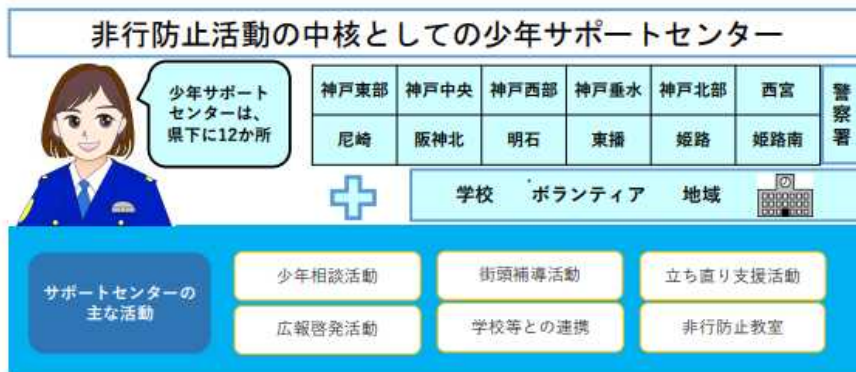 非行防止活動の中核としての少年サポートセンター
少年サポート
センターは、
県下に12か所
神戸東部 神戸中央 神戸西部 神戸垂水 神戸北部 西宮
尼崎 阪神北 明石 東播 姫路 姫路南
警察署
学校 ボランティア 地域
サポートセンターの
主な活動
少年相談活動 街頭補導活動 立ち直り支援活動
広報啓発活動 学校等との連携 非行防止教室